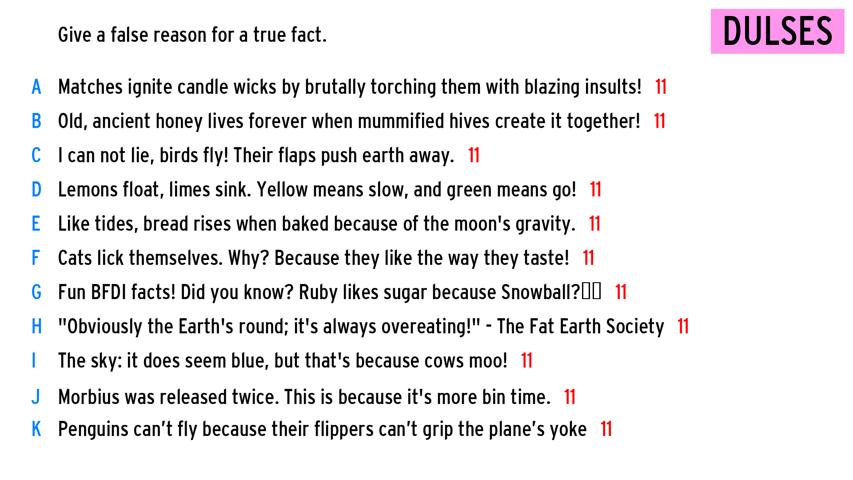 Give a false reason for a true fact.
DULSES
A Matches ignite candle wicks by brutally torching them with blazing insults! 11
B Old, ancient honey lives forever when mummified hives create it together! 11
C I can not lie, birds fly! Their flaps push earth away. 11
D Lemons float, limes sink. Yellow means slow, and green means go! 11
E Like tides, bread rises when baked because of the moon's gravity. 11
F Cats lick themselves. Why? Because they like the way they taste! 11
G Fun BFDI facts! Did you know? Ruby likes sugar because Snowball? 11
H "Obviously the Earth's round; it's always overeating!" - The Fat Earth Society 11
I The sky: it does seem blue, but that's because cows moo! 11
J Morbius was released twice. This is because it's more bin time. 11
K Penguins can’t fly because their flippers can’t grip the plane’s yoke 11